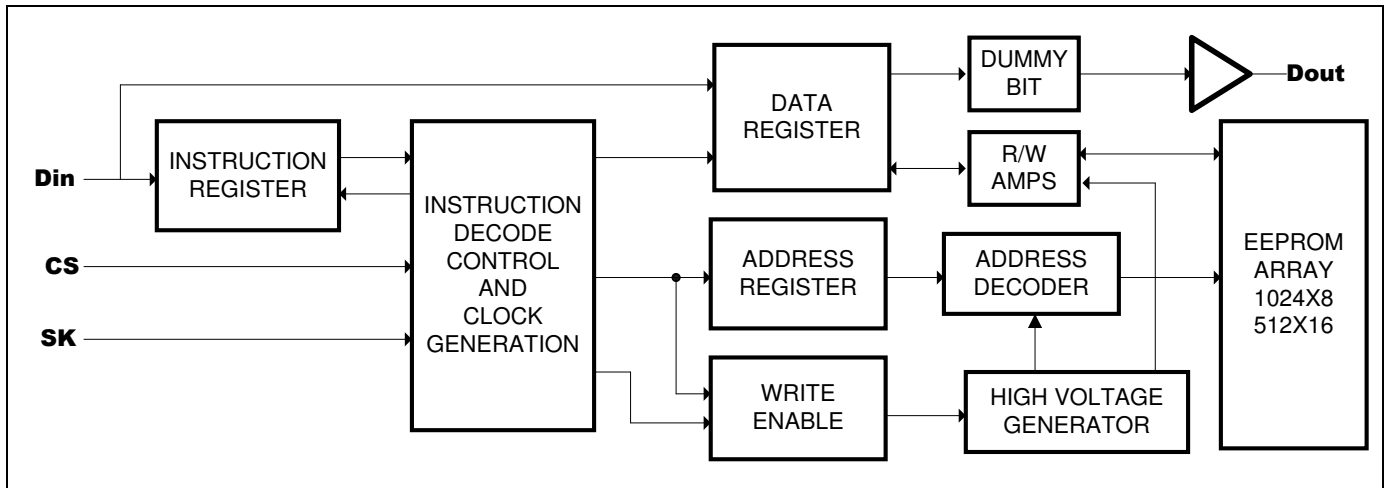 DUMMY
BIT
Dout
DATA
REGISTER
Din
INSTRUCTION
REGISTER
R/W
AMPS
INSTRUCTION
DECODE
CONTROL
AND
CLOCK
GENERATION
CS
SK
ADDRESS
REGISTER
ADDRESS
DECODER
EEPROM
ARRAY
1024X8
512X16
WRITE
ENABLE
HIGH VOLTAGE
GENERATOR